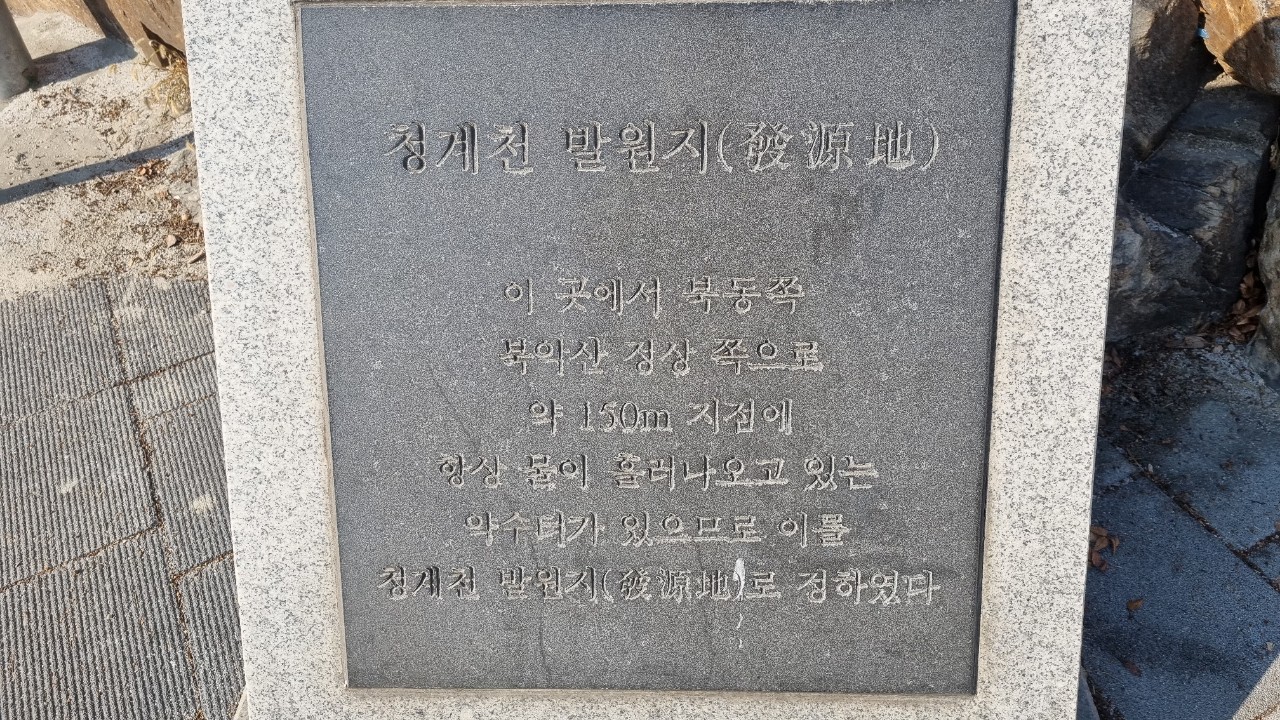 청계천 발원지(發源地)
이 곳에서 북동쪽
북악산 정상 쪽으로
약 150m 지점에
항상 물이 흘러나오고 있는
약수터가 있으므로 이를
청계천 발원지(發源地)로 정하였다